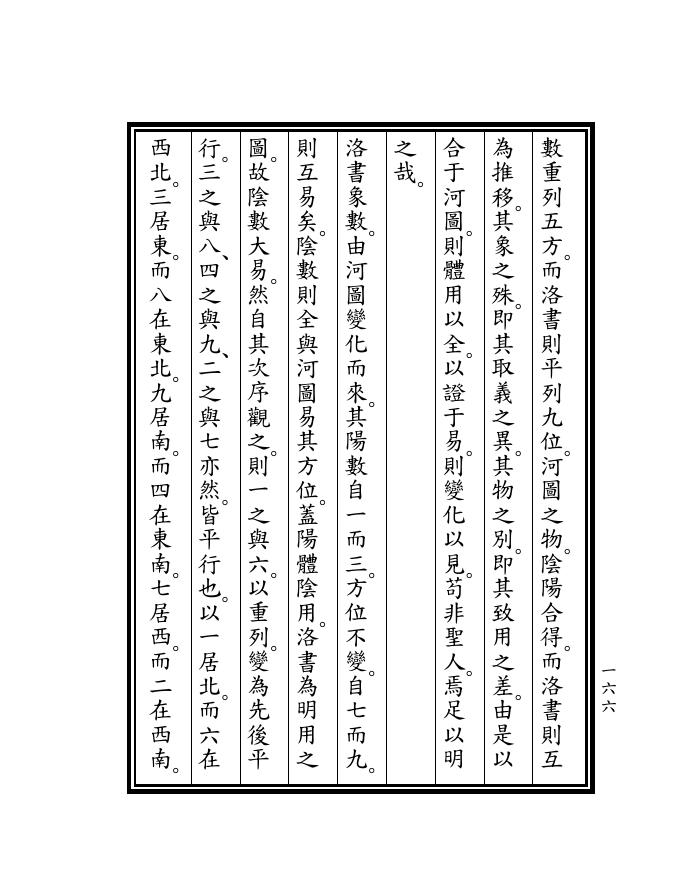 數重列五方。而洛書則平列九位。河圖之物。陰陽合得。而洛書則互
為推移。其象之殊。即其取義之異。其物之別。即其致用之差。由是以
合于河圖。則體用以全。以證于易。則變化以見。苟非聖人。焉足以明
之哉。
洛書象數。由河圖變化而來。其陽數自一而三。方位不變。自七而九。
則互易矣。陰數則全與河圖易其方位。蓋陽體陰用。洛書為明用之
圖。故陰數大易。然自其次序觀之。則一之與六。以重列。變為先後平
行。三之與八、四之與九、二之與七亦然。皆平行也。以一居北。而六在
西北。三居東。而八在東北。九居南。而四在東南。七居西。而二在西南。
一六六